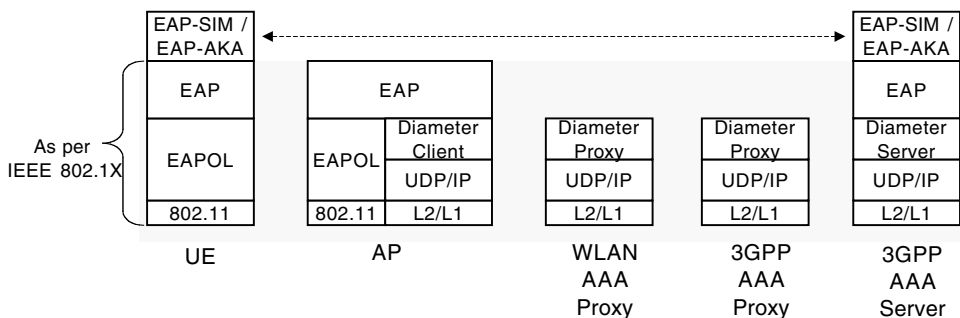 EAP-SIM /
EAP-AKA
EAP-SIM /
EAP-AKA
EAP
EAP
EAP
As per
IEEE 802.1X
EAPOL
EAPOL
Diameter
Client
Diameter
Proxy
Diameter
Proxy
Diameter
Server
UDP/IP
UDP/IP
UDP/IP
UDP/IP
802.11
802.11
L2/L1
L2/L1
L2/L1
L2/L1
UE
AP
WLAN
AAA
Proxy
3GPP
AAA
Proxy
3GPP
AAA
Server